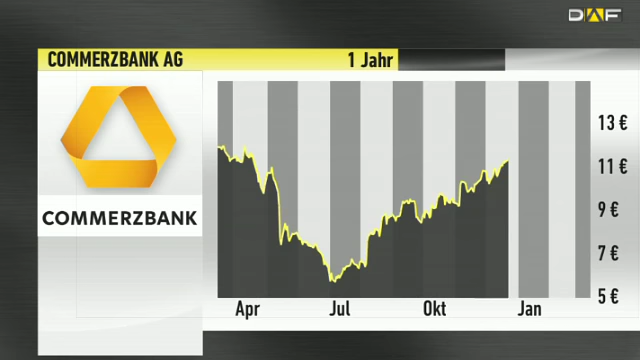 DAF
COMMERZBANK AG 1 Jahr
COMMERZBANK
13 €
11 €
9 €
7 €
5 €
Apr Jul Okt Jan